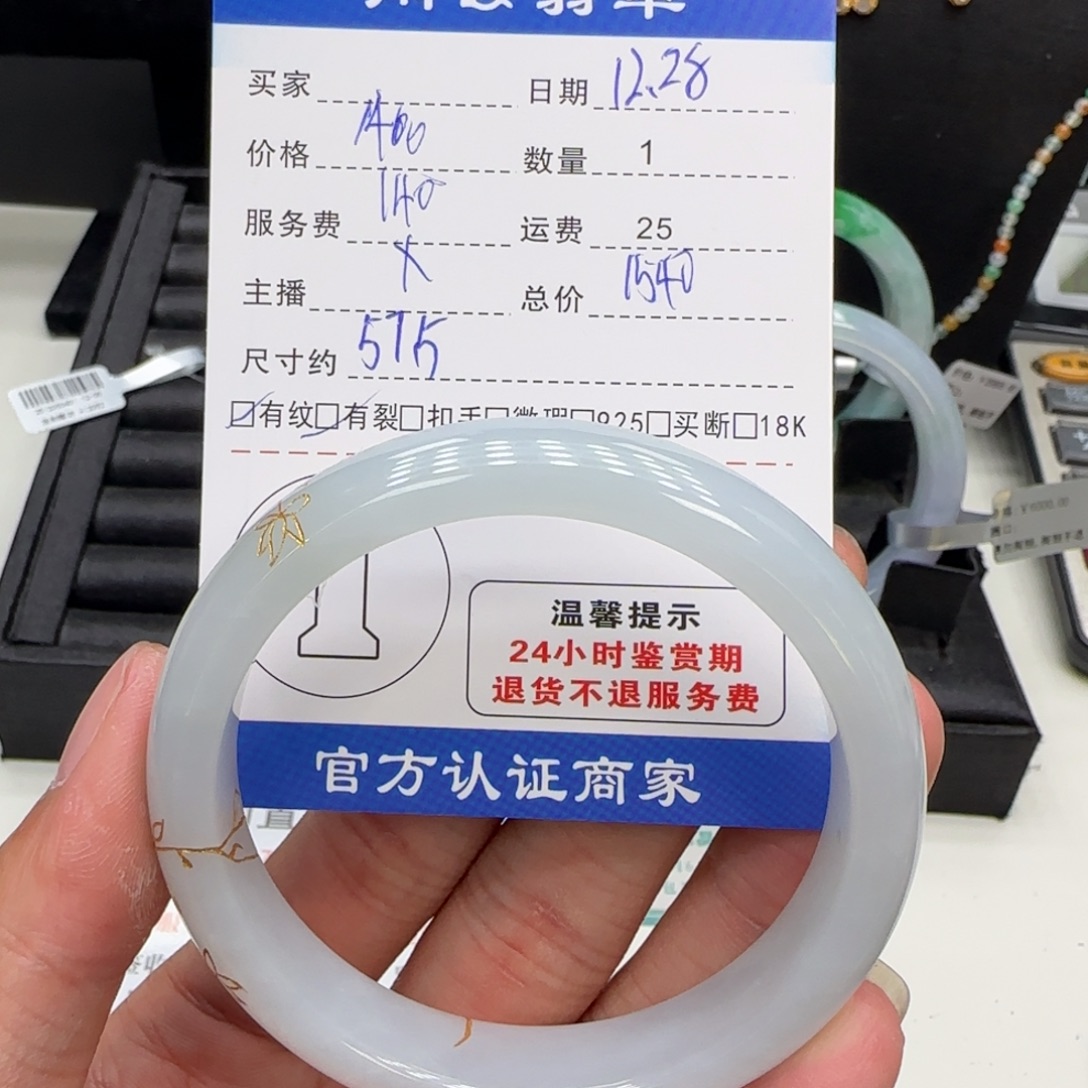 翡翠
买家 日期 12.28
价格 1400 数量 1
服务费 140 运费 25
主播 X 总价 1540
尺寸约 575
☑有纹☑有裂□扣手□微瑕□925□买断□18K
温馨提示
24小时鉴赏期
退货不退服务费
官方认证商家